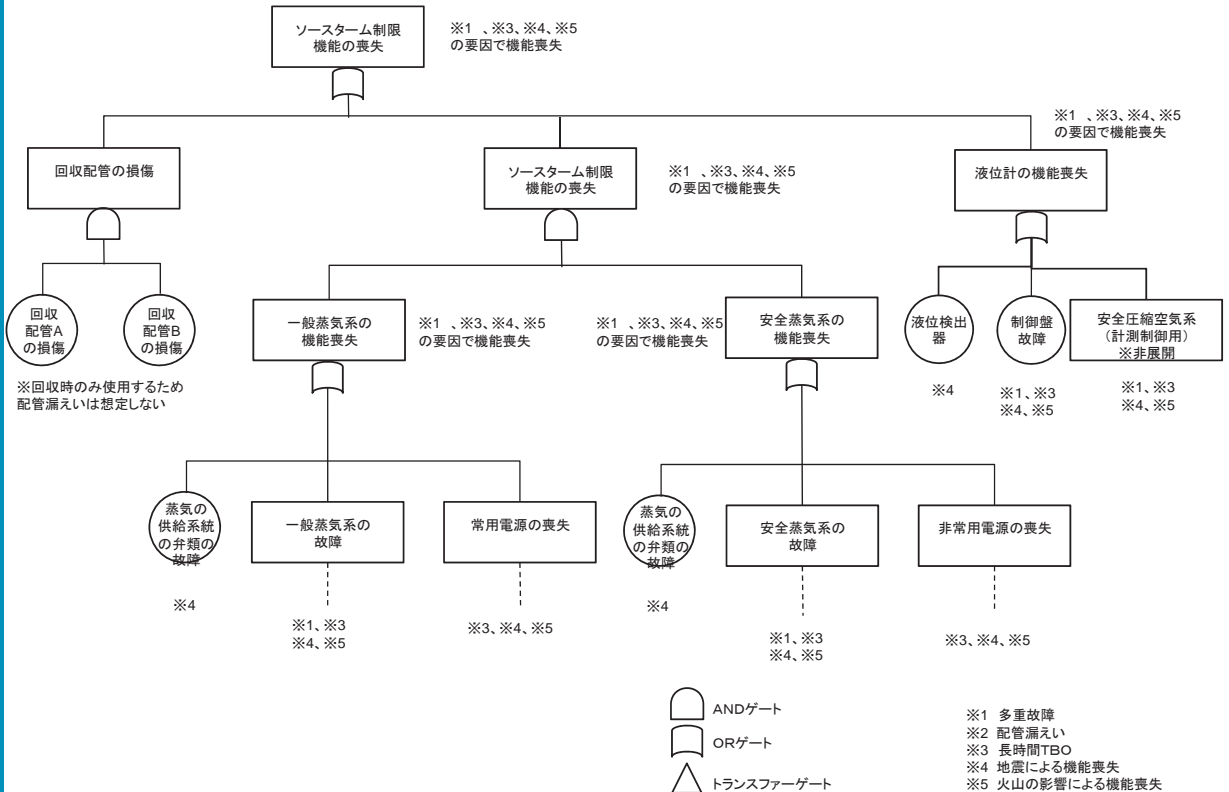 ソースターム制限
機能の喪失
※1 、※3、※4、※5
の要因で機能喪失
※1 、※3、※4、※5
の要因で機能喪失
回収配管の損傷
ソースターム制限
機能の喪失
※1 、※3、※4、※5
の要因で機能喪失
液位計の機能喪失
回収
配管A
の損傷
回収
配管B
の損傷
※回収時のみ使用するため
配管漏えいは想定しない
一般蒸気系の
機能喪失
※1 、※3、※4、※5
の要因で機能喪失
※1 、※3、※4、※5
の要因で機能喪失
安全蒸気系の
機能喪失
液位検出
器
※4
制御盤
故障
※1、※3
※4、※5
安全圧縮空気系
(計測制御用)
※非展開
※1、※3
※4、※5
蒸気の
供給系統
の弁類の
故障
※4
一般蒸気系の
故障
※1、※3
※4、※5
常用電源の喪失
※3、※4、※5
蒸気の
供給系統
の弁類の
故障
※4
安全蒸気系の
故障
※1、※3
※4、※5
非常用電源の喪失
※3、※4、※5
ANDゲート
ORゲート
トランスファーゲート
※1 多重故障
※2 配管漏えい
※3 長時間TBO
※4 地震による機能喪失
※5 火山の影響による機能喪失